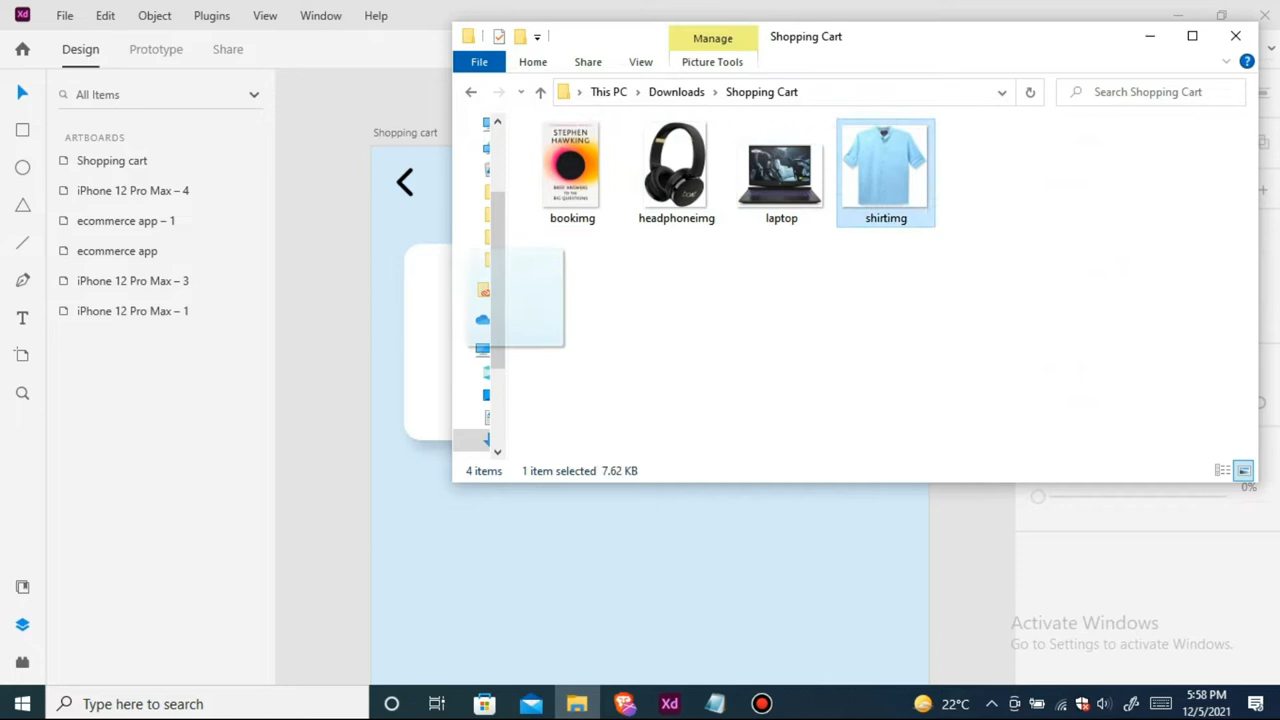 Xd File Edit Object Plugins View Window Help
Manage Shopping Cart
Design Prototype Share
File Home Share View Picture Tools
All Items
This PC Downloads Shopping Cart Search Shopping Cart
ARTBOARDS
Shopping cart
Shopping cart
iPhone 12 Pro Max – 4
ecommerce app – 1
ecommerce app
iPhone 12 Pro Max – 3
iPhone 12 Pro Max – 1
STEPHEN
HAWKING
bookimg headphoneimg laptop shirtimg
4 items 1 item selected 7.62 KB
0%
Activate Windows
Go to Settings to activate Windows.
Type here to search
Xd
22°C
5:58 PM
12/5/2021